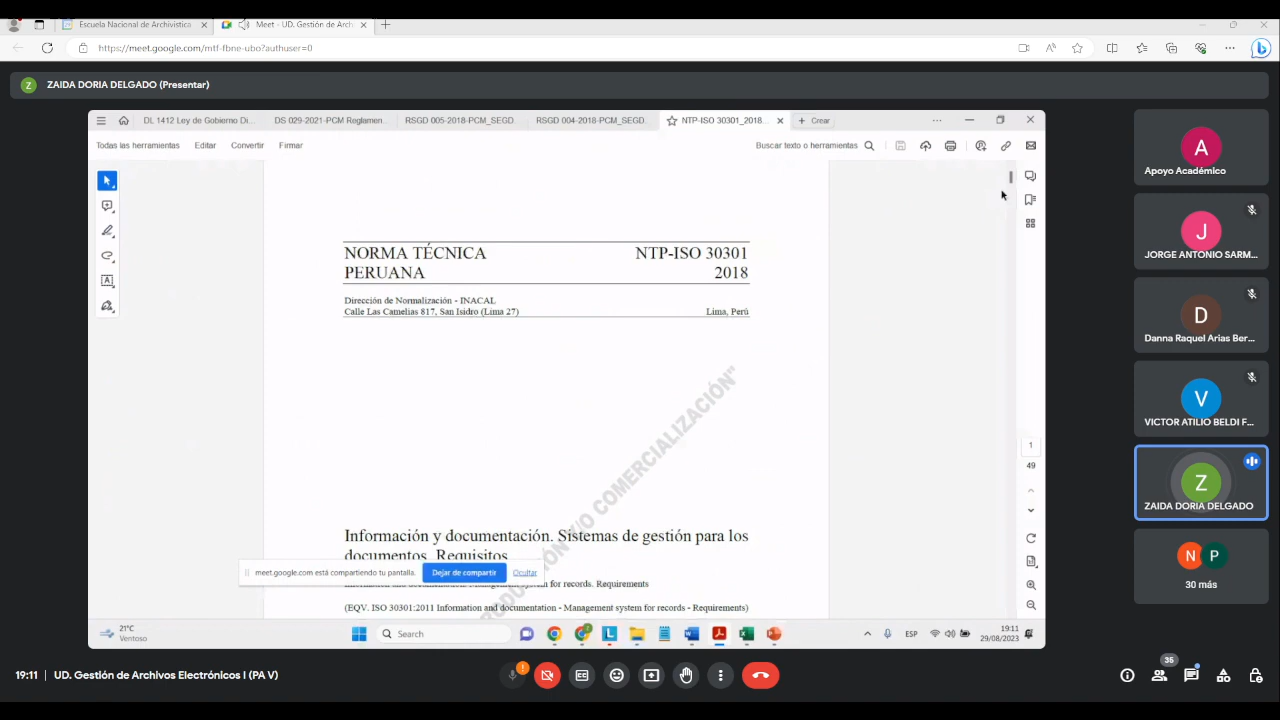 Escuela Nacional de Archivística
Meet - UD. Gestión de Arch
https://meet.google.com/mtf-fbne-ubo?authuser=0
Z
ZAIDA DORIA DELGADO (Presentar)
DL 1412 Ley de Gobierno Di...
DS 029-2021-PCM Reglamen...
RSGD 005-2018-PCM_SEGD...
RSGD 004-2018-PCM_SEGD...
NTP-ISO 30301_2018...
Crear
Todas las herramientas
Editar
Convertir
Firmar
Buscar texto o herramientas
NORMA TÉCNICA
PERUANA
NTP-ISO 30301
2018
Dirección de Normalización - INACAL
Calle Las Camelias 817, San Isidro (Lima 27)
Lima, Perú
Y/O COMERCIALIZACIÓN"
Información y documentación. Sistemas de gestión para los
documentos. Requisitos
meet.google.com está compartiendo tu pantalla.
Dejar de compartir
Ocultar
Information and documentation. Management system for records. Requirements
(EQV. ISO 30301:2011 Information and documentation - Management system for records - Requirements)
1
49
21°C
Ventoso
Search
ESP
19:11
29/08/2023
A
Apoyo Académico
J
JORGE ANTONIO SARM...
D
Danna Raquel Arias Ber...
V
VICTOR ATILIO BELDI F...
Z
ZAIDA DORIA DELGADO
N
P
30 más
19:11
UD. Gestión de Archivos Electrónicos I (PA V)
35